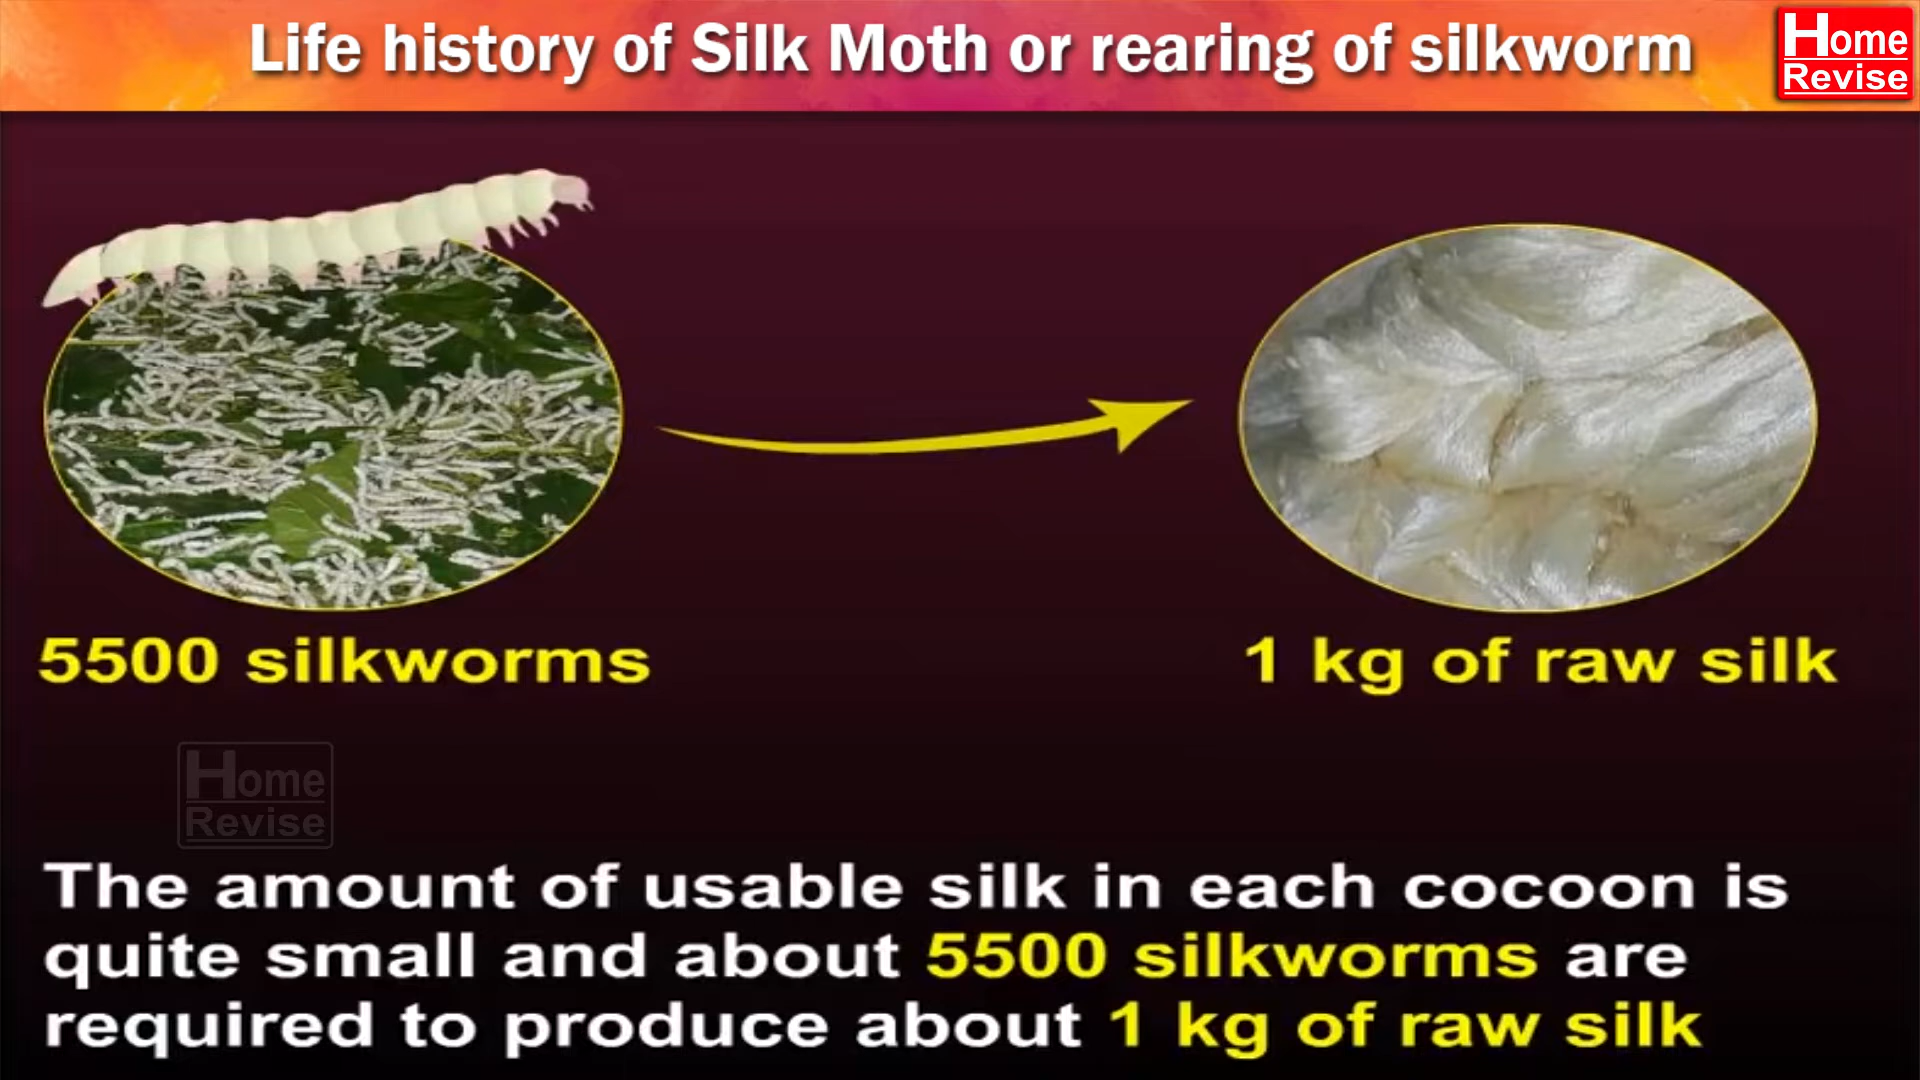 Life history of Silk Moth or rearing of silkworm
Home
Revise
5500 silkworms
1 kg of raw silk
Home
Revise
The amount of usable silk in each cocoon is
quite small and about 5500 silkworms are
required to produce about 1 kg of raw silk